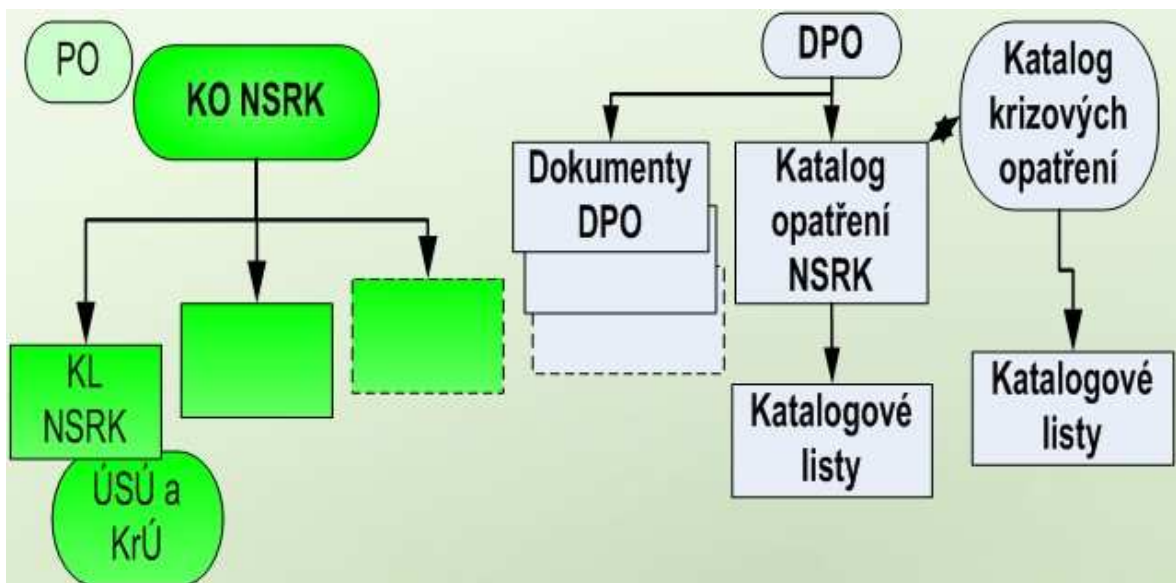 PO
KO NSRK
KL
NSRK
ÚSÚ a
KrÚ
DPO
Dokumenty
DPO
Katalog
opatření
NSRK
Katalogové
listy
Katalog
krizových
opatření
Katalogové
listy